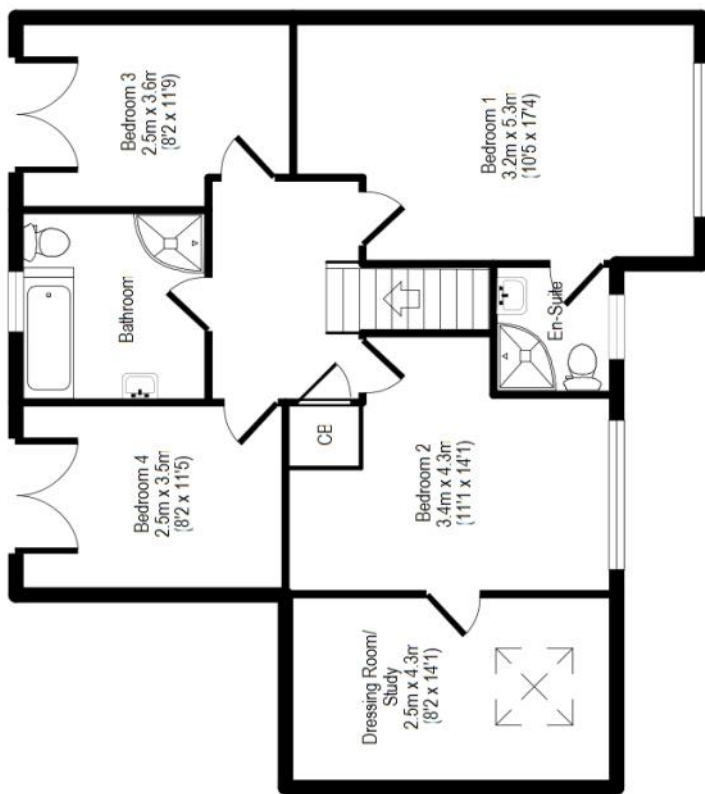 Bedroom 3
2.5m x 3.6m
(8'2 x 11'9)
Bedroom 1
3.2m x 5.3m
(10'5 x 17'4)
Bathroom
En-Suite
Bedroom 4
2.5m x 3.5m
(8'2 x 11'5)
CB
Bedroom 2
3.4m x 4.3m
(11'1 x 14'1)
Dressing Room/
Study
2.5m x 4.3m
(8'2 x 14'1)